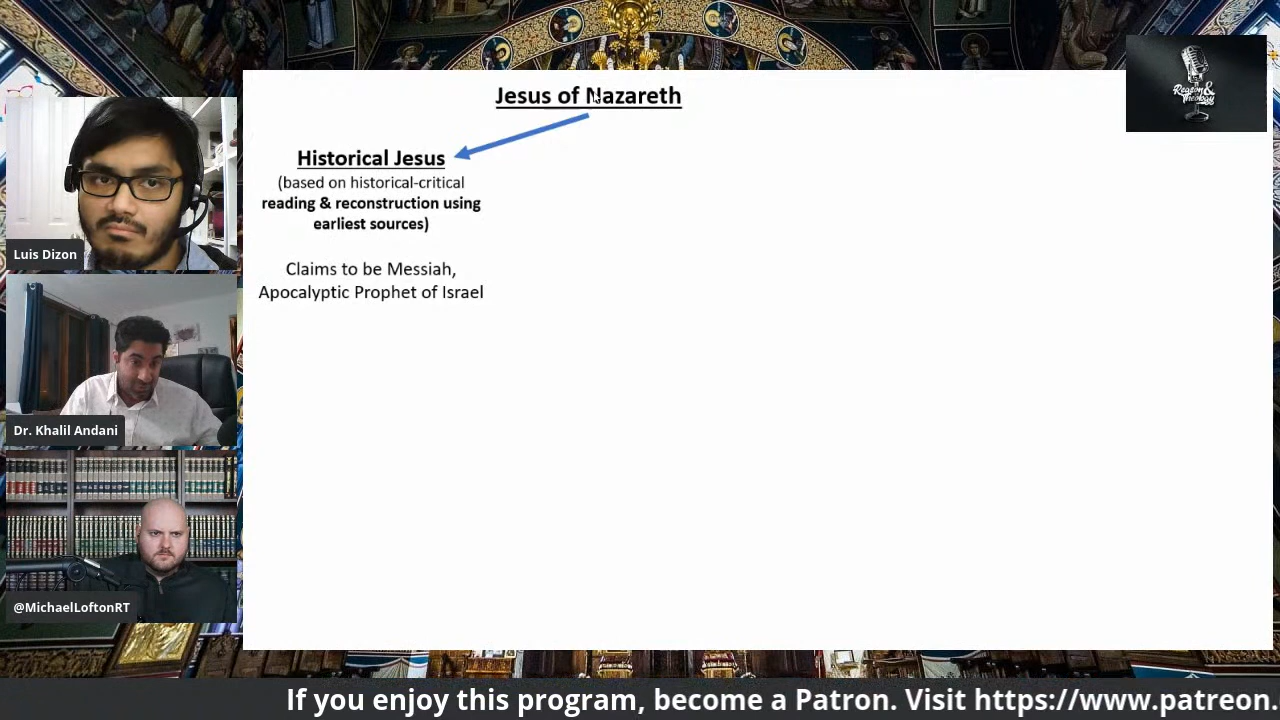 Jesus of Nazareth
Reason&
Theology
Historical Jesus
(based on historical-critical
reading & reconstruction using
earliest sources)
Claims to be Messiah,
Apocalyptic Prophet of Israel
Luis Dizon
Dr. Khalil Andani
@MichaelLoftonRT
If you enjoy this program, become a Patron. Visit https://www.patreon.